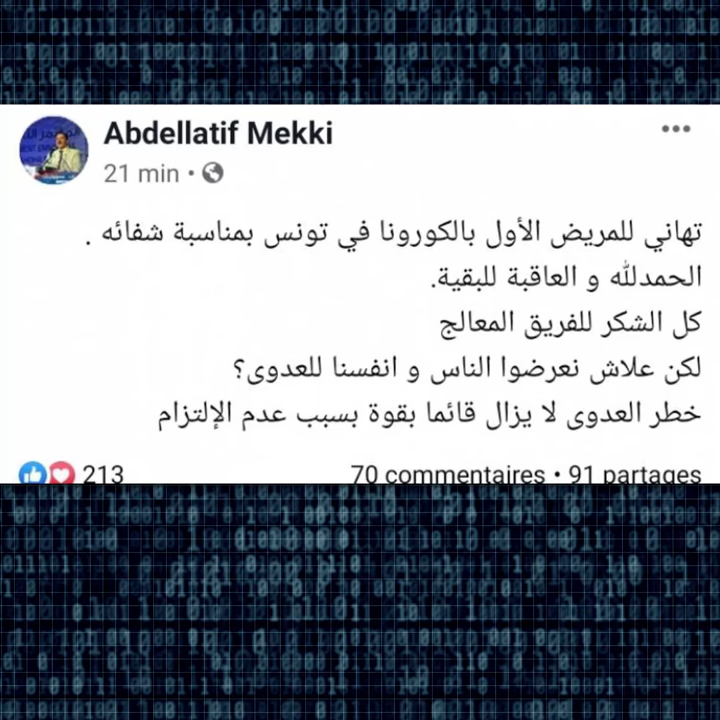 Abdellatif Mekki
21 min
تهاني للمريض الأول بالكورونا في تونس بمناسبة شفائه .
الحمدلله و العاقبة للبقية.
كل الشكر للفريق المعالج
لكن علاش نعرضوا الناس و انفسنا للعدوى؟
خطر العدوى لا يزال قائما بقوة بسبب عدم الإلتزام
213 70 commentaires • 91 partages